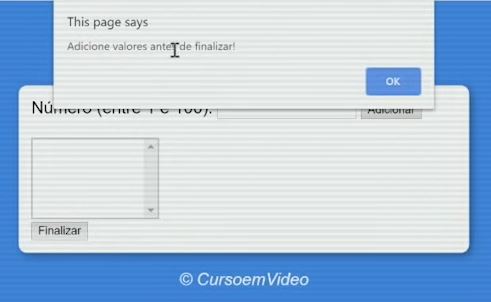 This page says
Adicione valores antes de finalizar!
OK
Número (entre 1 e 100):
Adicionar
Finalizar
© CursoemVideo